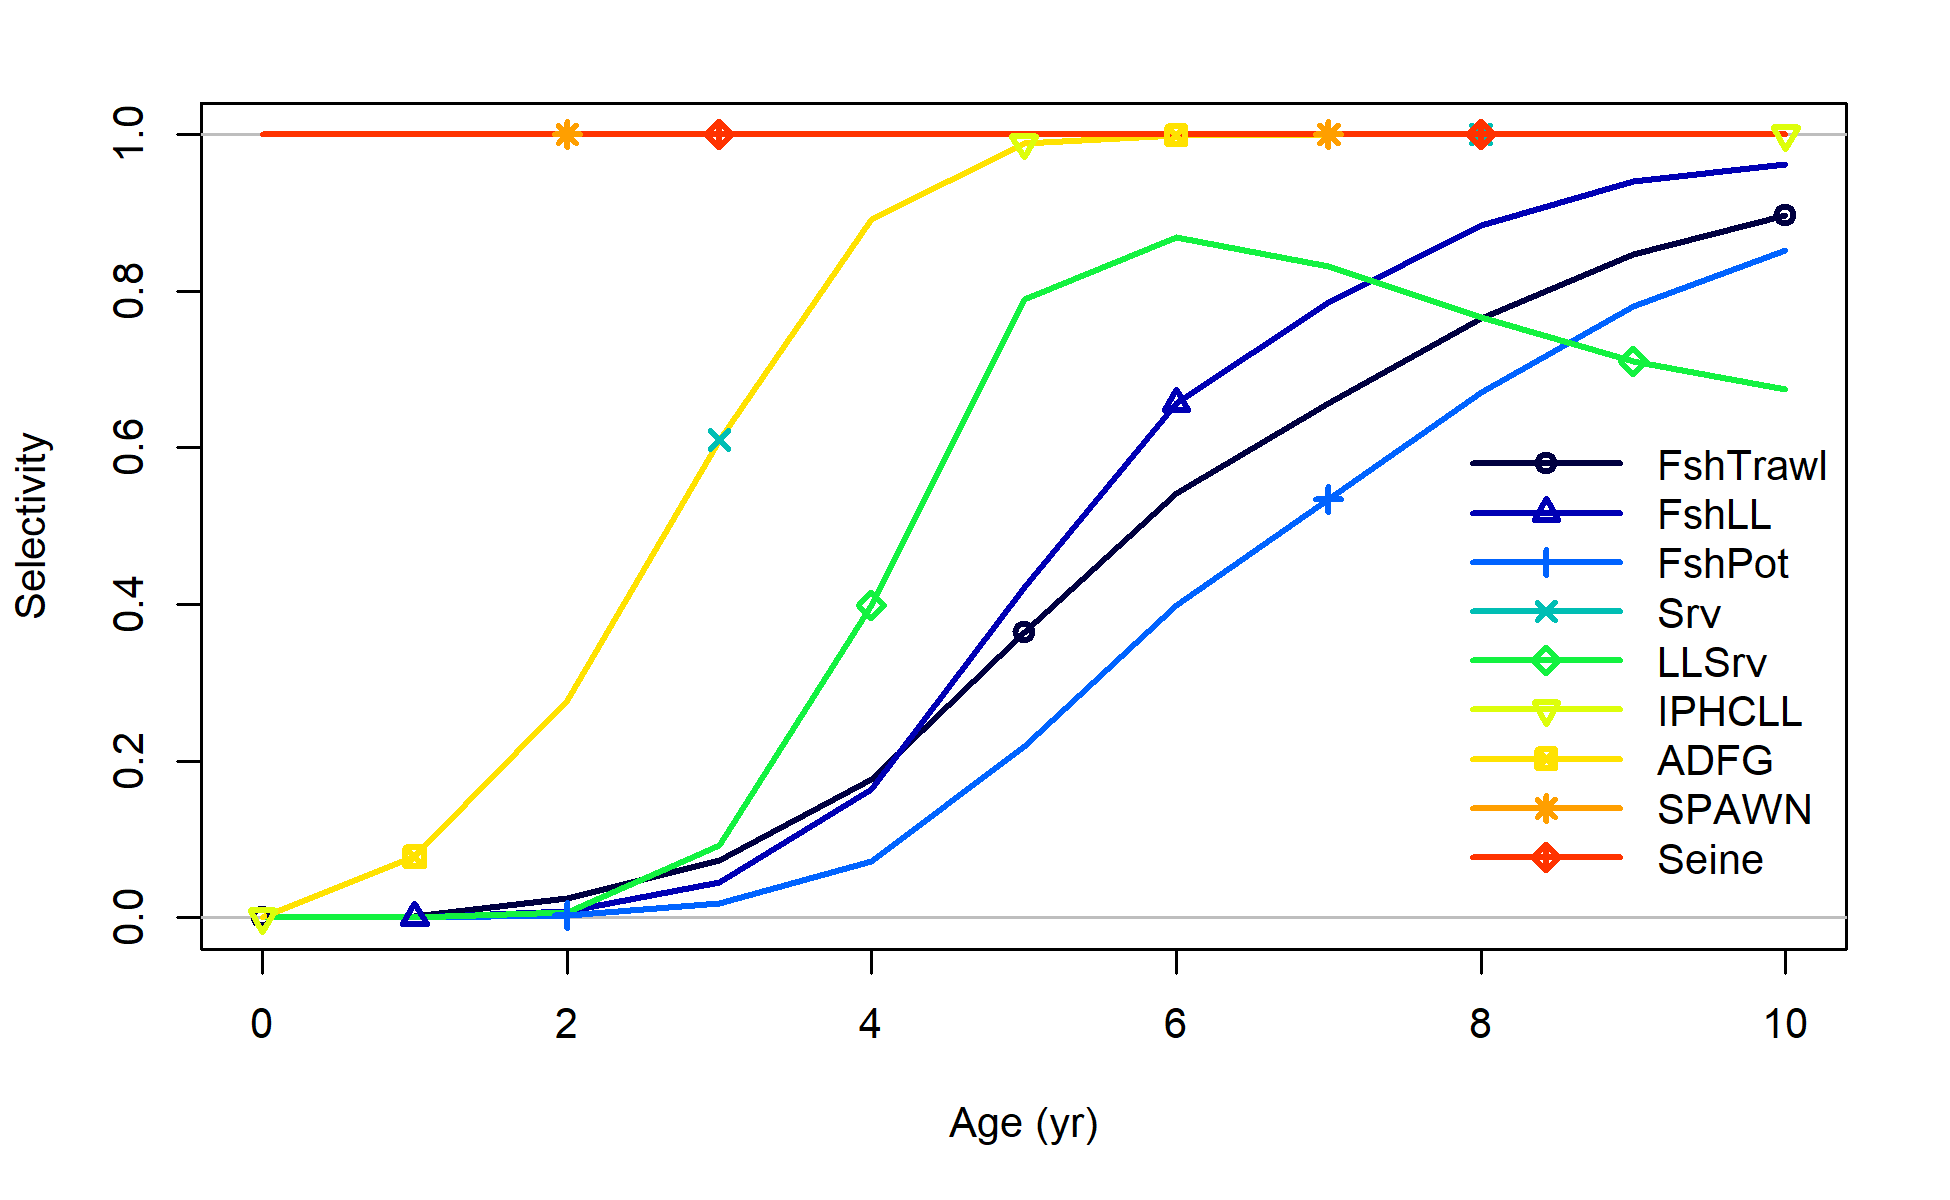 Selectivity
1.0
0.8
0.6
0.4
0.2
0.0
FshTrawl
FshLL
FshPot
Srv
LLSrv
IPHCLL
ADFG
SPAWN
Seine
0 2 4 6 8 10
Age (yr)